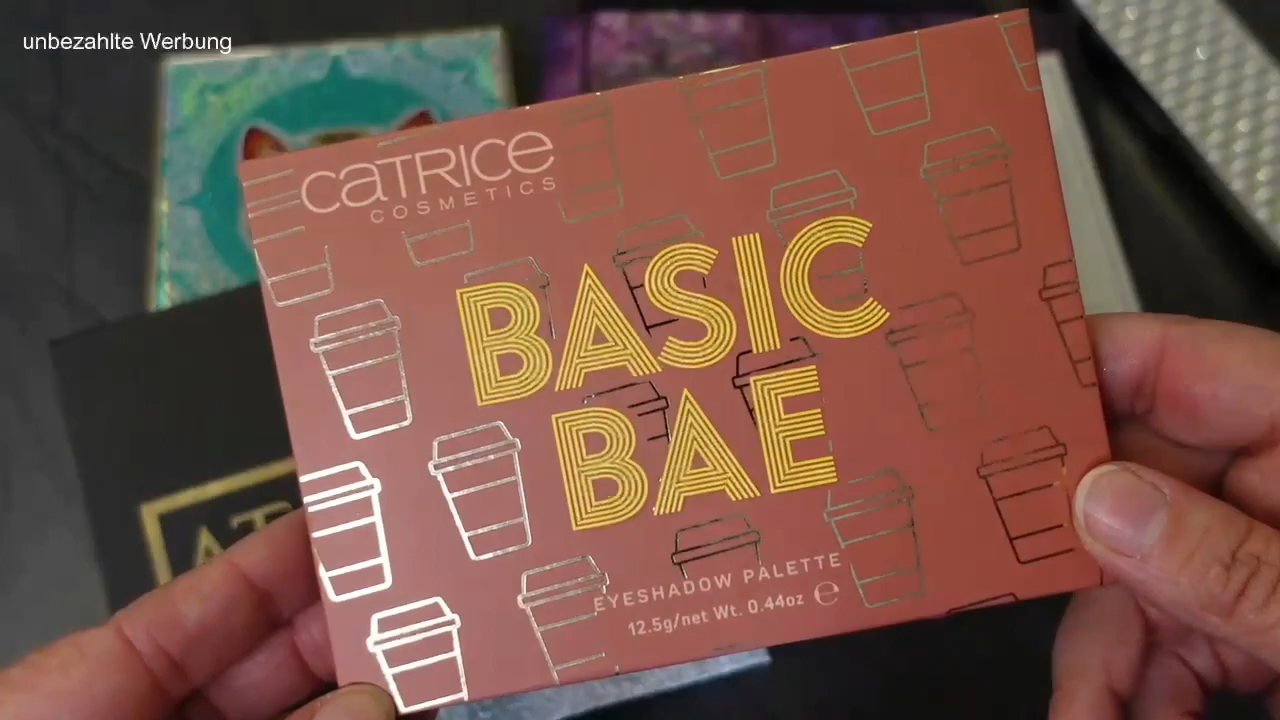 unbezahlte Werbung
CATRICE
COSMETICS
BASIC
BAE
EYESHADOW PALETTE
12.5g/net Wt. 0.44oz ℮